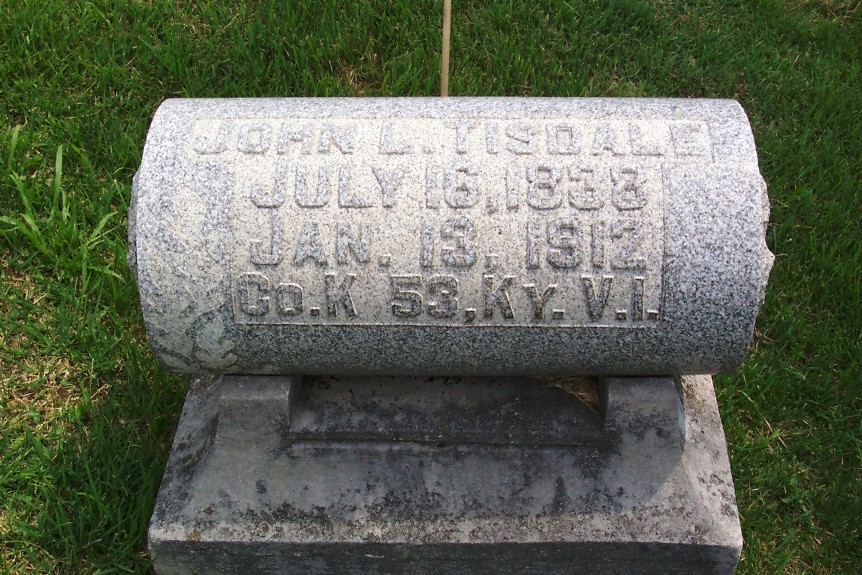 JOHN L. TISDALE
JULY 16, 1838
JAN. 13, 1912
Co. K 53, Ky. V. I.